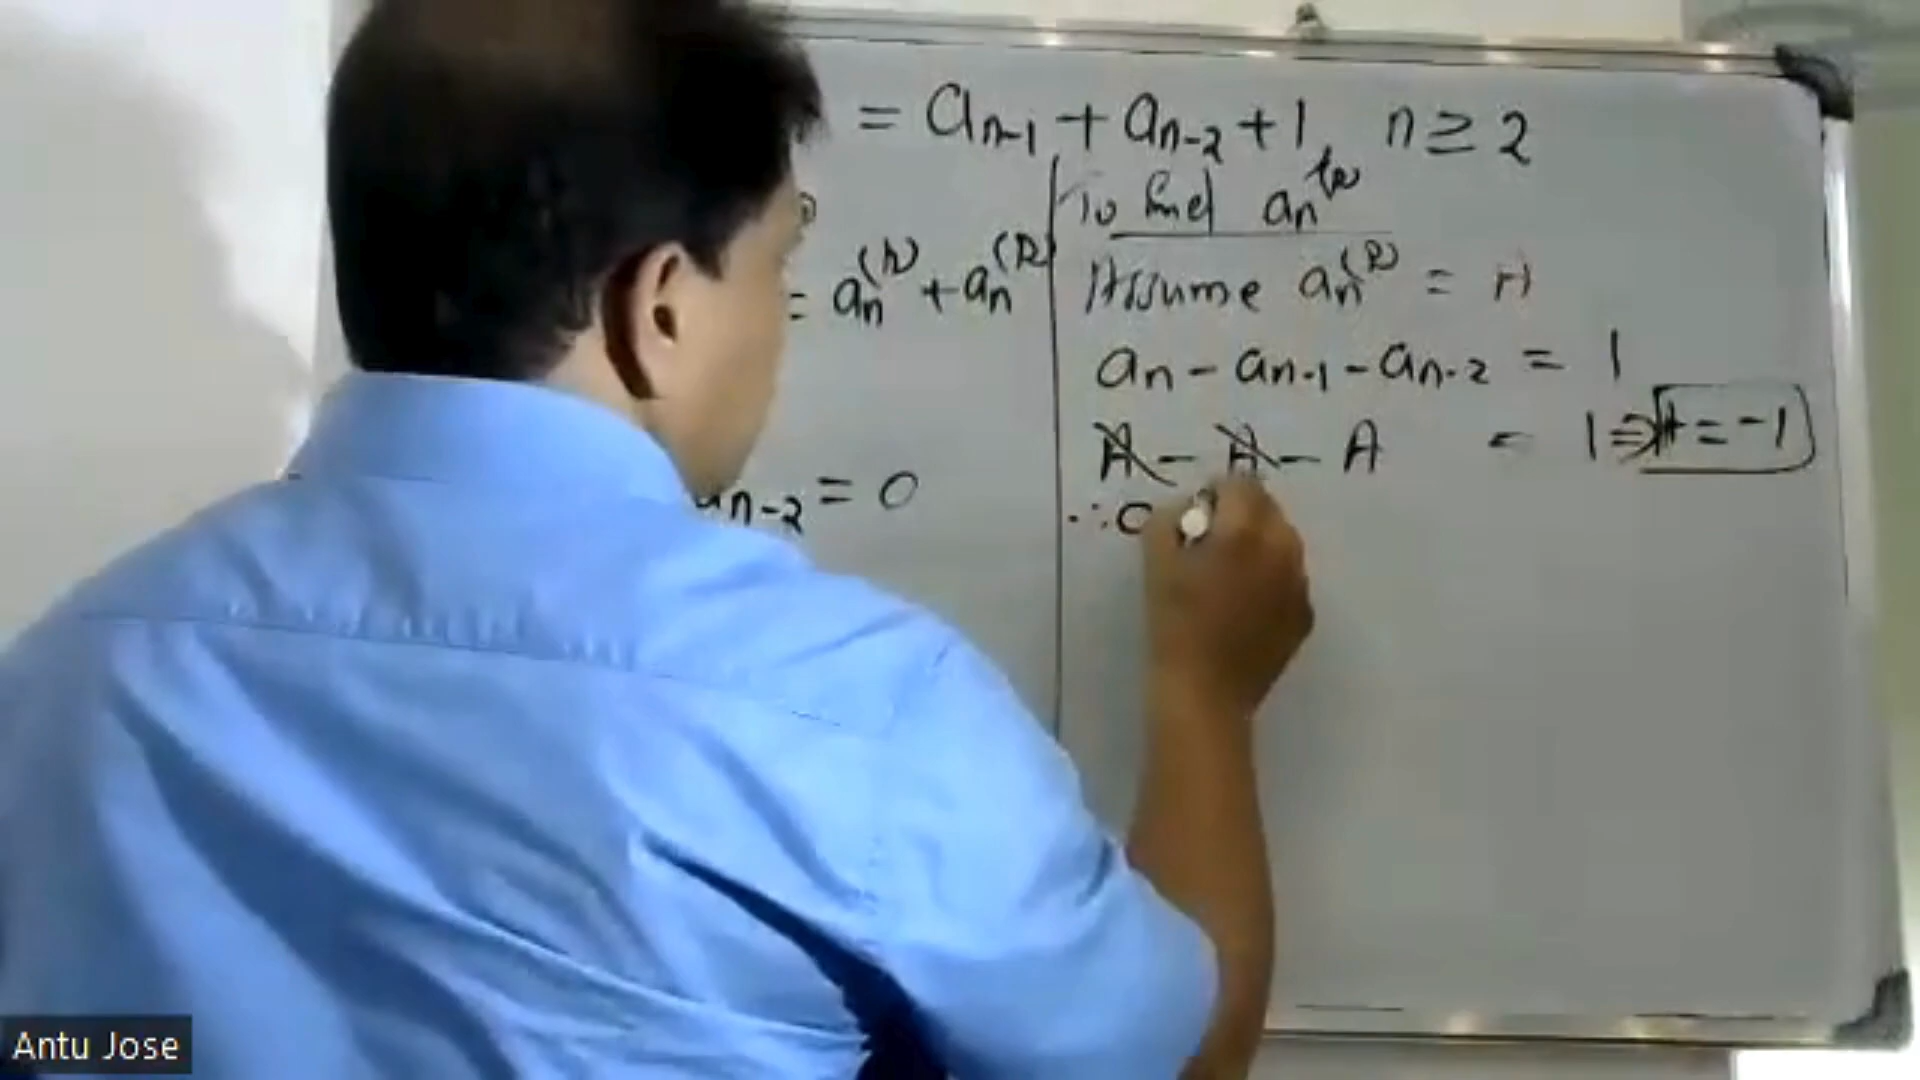 = an-1 + an-2 + 1, n ≥ 2
= an(h) + an(p)
an-2 = 0
To find an(p)
Assume an(p) = A
an - an-1 - an-2 = 1
A - A - A = 1 ⇒ A = -1
∴ a
Antu Jose